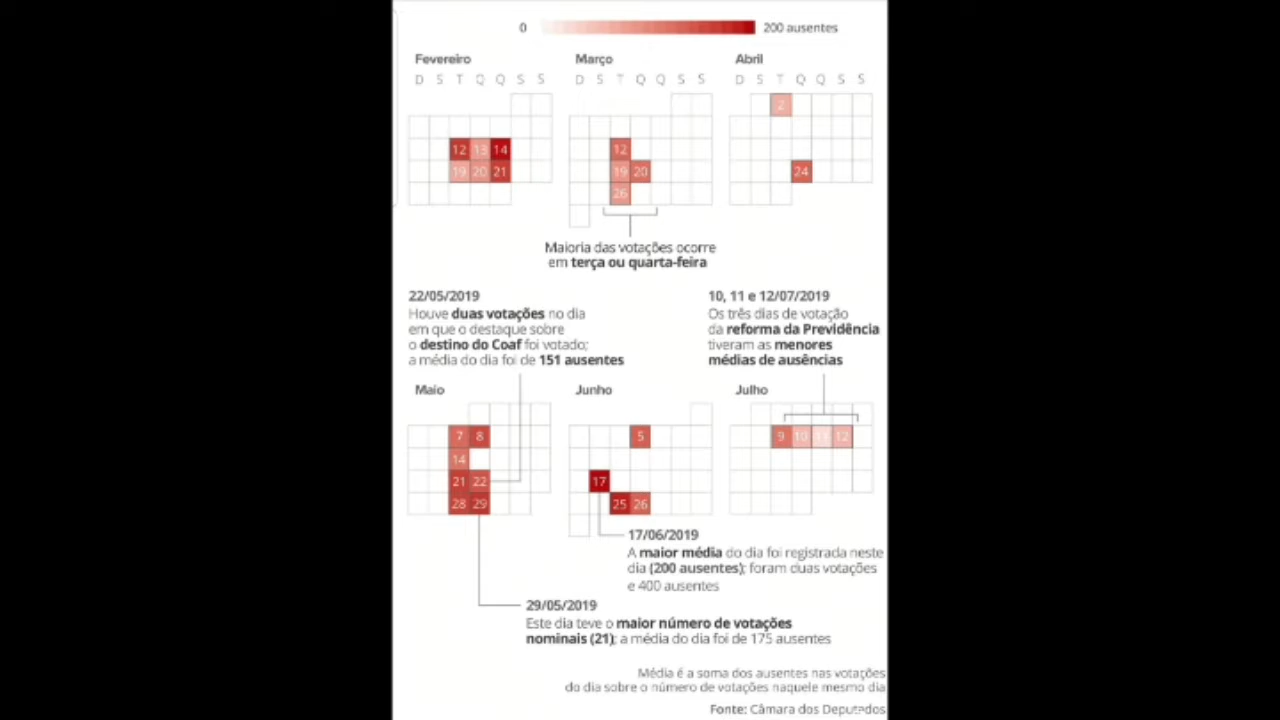 0 200 ausentes
Fevereiro Março Abril
D S T Q Q S S D S T Q Q S S D S T Q Q S S
2
12 13 14 12
19 20 21 19 20 24
26
Maioria das votações ocorre
em terça ou quarta-feira
22/05/2019
Houve duas votações no dia
em que o destaque sobre
o destino do Coaf foi votado;
a média do dia foi de 151 ausentes
10, 11 e 12/07/2019
Os três dias de votação
da reforma da Previdência
tiveram as menores
médias de ausências
Maio Junho Julho
7 8 5 9 10 11 12
14
21 22 17
28 29 25 26
17/06/2019
A maior média do dia foi registrada neste
dia (200 ausentes); foram duas votações
e 400 ausentes
29/05/2019
Este dia teve o maior número de votações
nominais (21); a média do dia foi de 175 ausentes
Média é a soma dos ausentes nas votações
do dia sobre o número de votações naquele mesmo dia
Fonte: Câmara dos Deputados